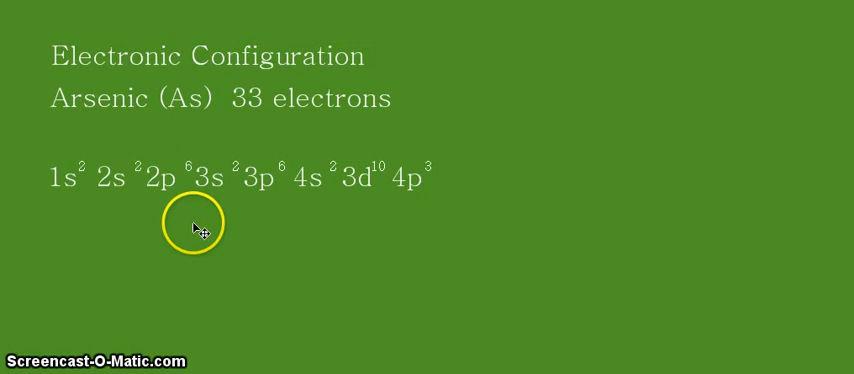 Electronic Configuration
Arsenic (As) 33 electrons
1s² 2s ²2p ⁶3s ²3p⁶ 4s ²3d¹⁰ 4p³
Screencast-O-Matic.com